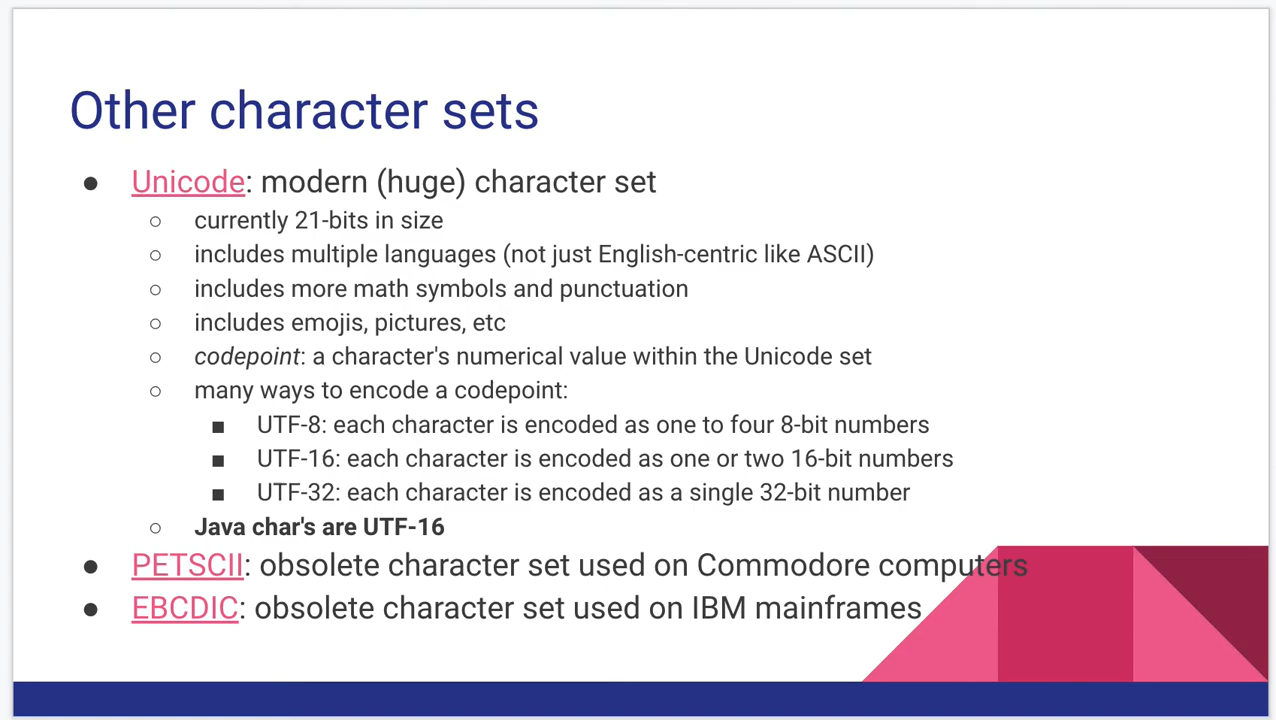 Other character sets
● Unicode: modern (huge) character set
○ currently 21-bits in size
○ includes multiple languages (not just English-centric like ASCII)
○ includes more math symbols and punctuation
○ includes emojis, pictures, etc
○ codepoint: a character's numerical value within the Unicode set
○ many ways to encode a codepoint:
■ UTF-8: each character is encoded as one to four 8-bit numbers
■ UTF-16: each character is encoded as one or two 16-bit numbers
■ UTF-32: each character is encoded as a single 32-bit number
○ Java char's are UTF-16
● PETSCII: obsolete character set used on Commodore computers
● EBCDIC: obsolete character set used on IBM mainframes